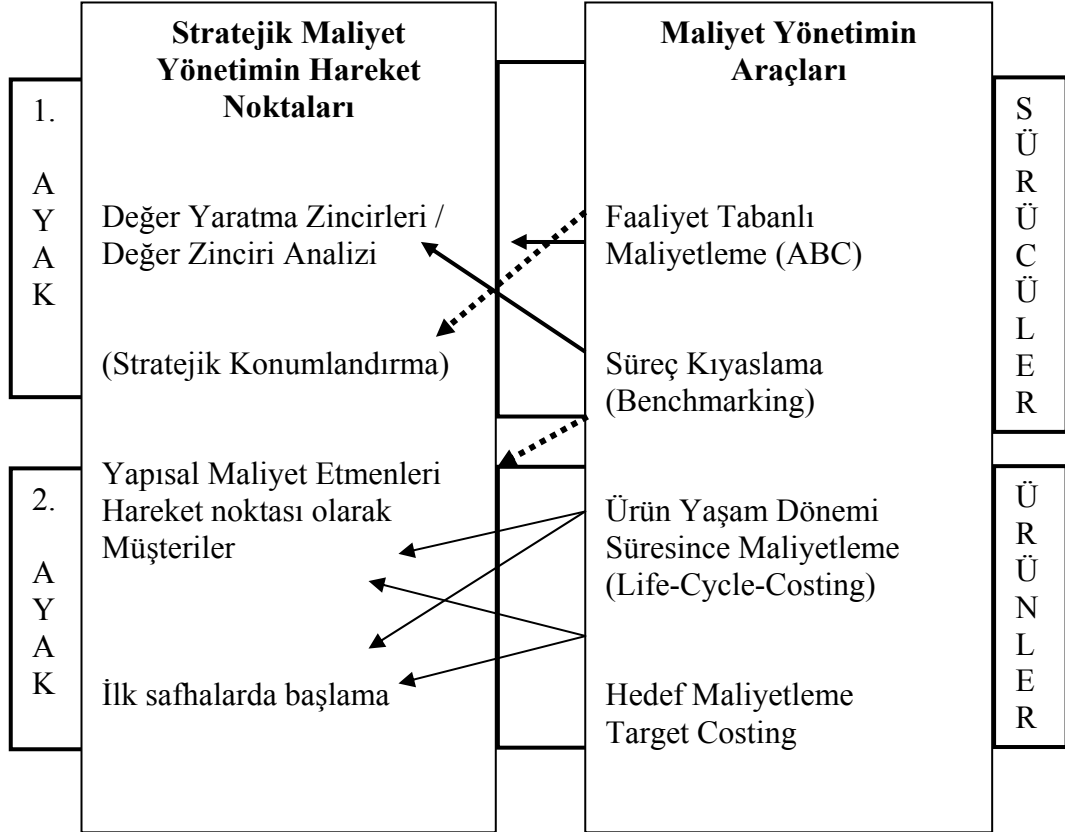 Stratejik Maliyet
Yönetimin Hareket
Noktaları
1.
A
Y
A
K
Değer Yaratma Zincirleri /
Değer Zinciri Analizi
(Stratejik Konumlandırma)
2.
A
Y
A
K
Yapısal Maliyet Etmenleri
Hareket noktası olarak
Müşteriler
İlk safhalarda başlama
Maliyet Yönetimin
Araçları
Faaliyet Tabanlı
Maliyetleme (ABC)
Süreç Kıyaslama
(Benchmarking)
Ürün Yaşam Dönemi
Süresince Maliyetleme
(Life-Cycle-Costing)
Hedef Maliyetleme
Target Costing
S
Ü
R
Ü
C
Ü
L
E
R
Ü
R
Ü
N
L
E
R